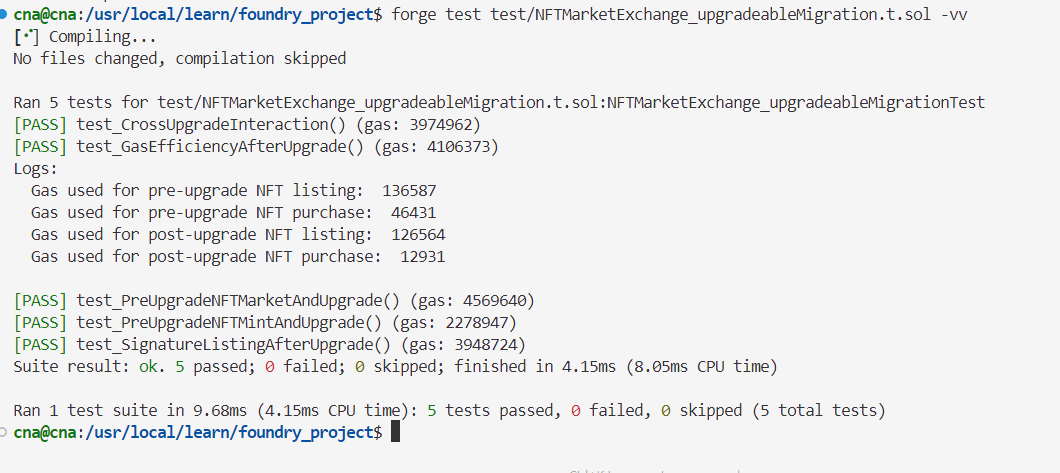 cna@cna:/usr/local/learn/foundry_project$ forge test test/NFTMarketExchange_upgradeableMigration.t.sol -vv
[⠊] Compiling...
No files changed, compilation skipped
Ran 5 tests for test/NFTMarketExchange_upgradeableMigration.t.sol:NFTMarketExchange_upgradeableMigrationTest
[PASS] test_CrossUpgradeInteraction() (gas: 3974962)
[PASS] test_GasEfficiencyAfterUpgrade() (gas: 4106373)
Logs:
  Gas used for pre-upgrade NFT listing:  136587
  Gas used for pre-upgrade NFT purchase:  46431
  Gas used for post-upgrade NFT listing:  126564
  Gas used for post-upgrade NFT purchase:  12931
[PASS] test_PreUpgradeNFTMarketAndUpgrade() (gas: 4569640)
[PASS] test_PreUpgradeNFTMintAndUpgrade() (gas: 2278947)
[PASS] test_SignatureListingAfterUpgrade() (gas: 3948724)
Suite result: ok. 5 passed; 0 failed; 0 skipped; finished in 4.15ms (8.05ms CPU time)
Ran 1 test suite in 9.68ms (4.15ms CPU time): 5 tests passed, 0 failed, 0 skipped (5 total tests)
cna@cna:/usr/local/learn/foundry_project$